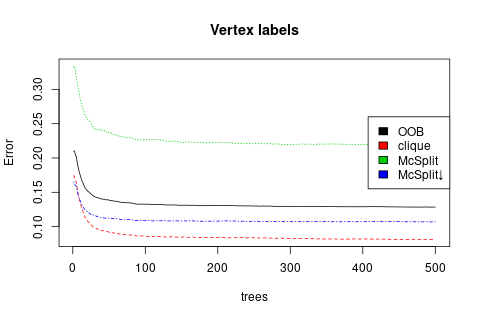 Vertex labels
Error
0.30
0.25
0.20
0.15
0.10
OOB
clique
McSplit
McSplit↓
0 100 200 300 400 500
trees